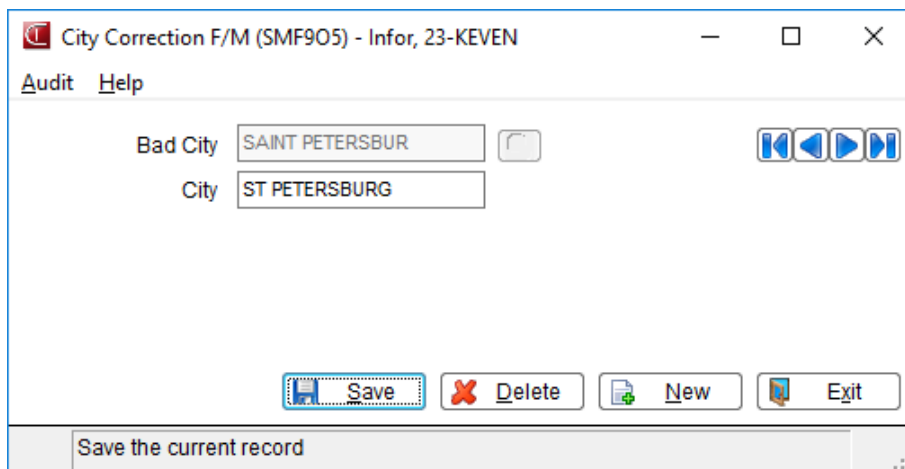 City Correction F/M (SMF9O5) - Infor, 23-KEVEN
Audit Help
Bad City SAINT PETERSBUR
City ST PETERSBURG
Save Delete New Exit
Save the current record